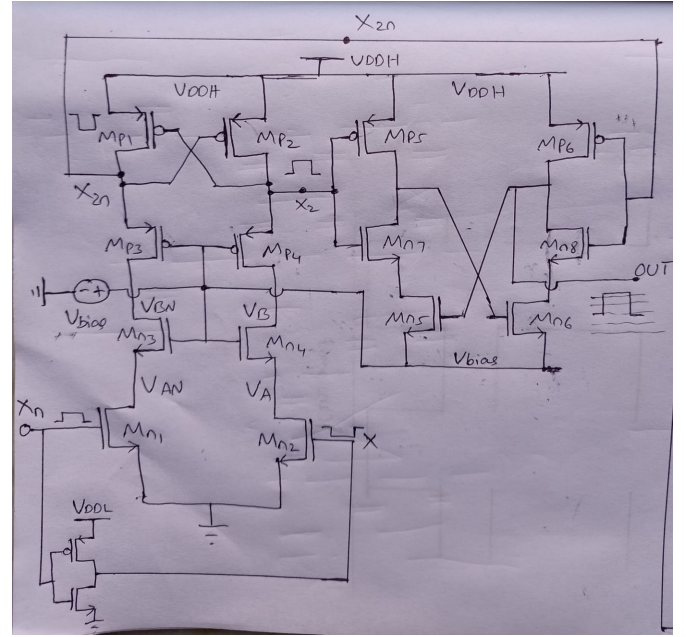 X2n
VDDH
VDDH
VDDH
MP1
MP2
MP5
MP6
X2n
X2
MP3
MP4
Mn7
Mn8
OUT
Vbias
VBN
VB
Mn3
Mn4
Mn5
Mn6
Vbias
VAN
VA
Xn
Mn1
Mn2
X
VDDL